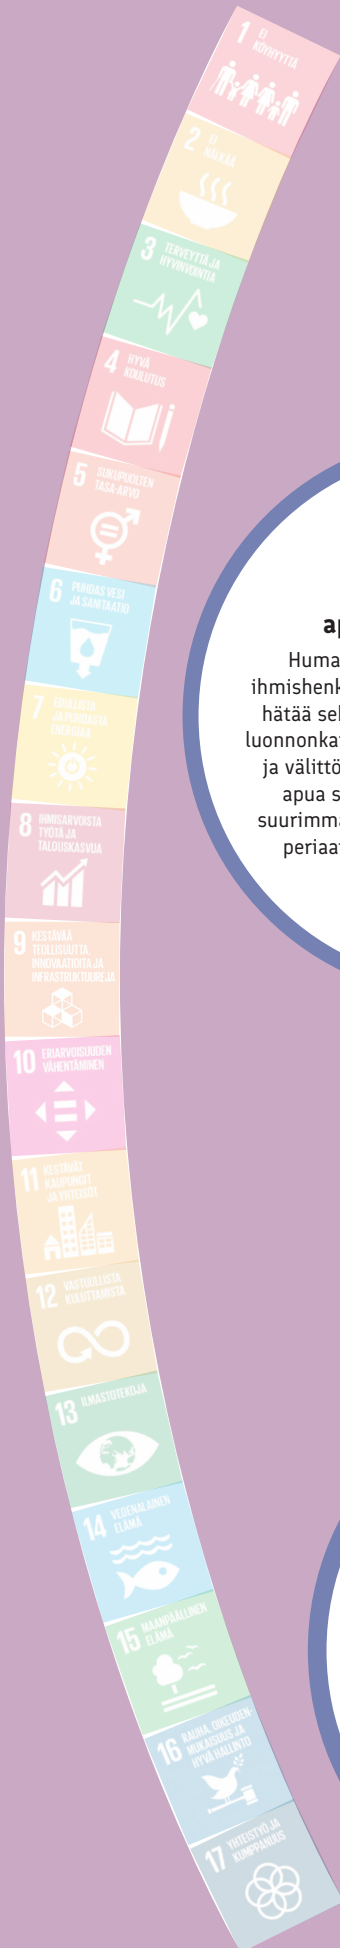 1 EI
KÖYHYYTTÄ
2 EI
NÄLKÄÄ
3 TERVEYTTÄ JA
HYVINVOINTIA
4 HYVÄ
KOULUTUS
5 SUKUPUOLTEN
TASA-ARVO
6 PUHDAS VESI
JA SANITAATIO
7 EDULLISTA
JA PUHDASTA
ENERGIAA
8 IHMISARVOISTA
TYÖTÄ JA
TALOUSKASVUA
9 KESTÄVÄÄ
TEOLLISUUTTA,
INNOVAATIOITA JA
INFRASTRUKTUUREJA
10 ERIARVOISUUDEN
VÄHENTÄMINEN
11 KESTÄVÄT
KAUPUNGIT
JA YHTEISÖT
12 VASTUULLISTA
KULUTTAMISTA
13 ILMASTOTEKOJA
14 VEDENALAINEN
ELÄMÄ
15 MAANPÄÄLLINEN
ELÄMÄ
16 RAUHA, OIKEUDEN-
MUKAISUUS JA
HYVÄ HALLINTO
17 YHTEISTYÖ JA
KUMPPANUUS
ap
Huma
ihmishenk
hätää sel
luonnonkat
ja välittö
apua s
suurimma
periaat